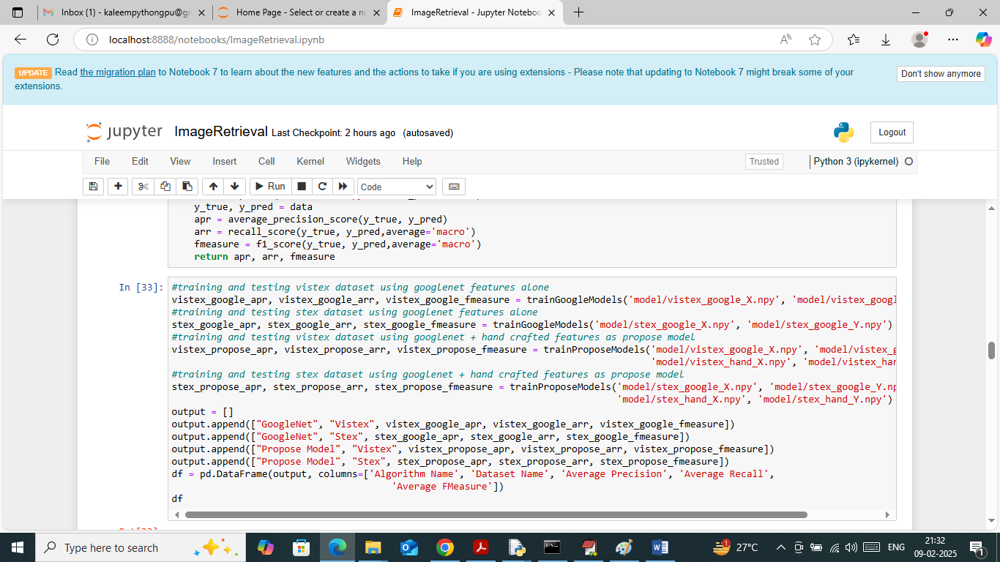 Inbox (1) - kaleempythongpu@gm
Home Page - Select or create a no
ImageRetrieval - Jupyter Notebook
localhost:8888/notebooks/ImageRetrieval.ipynb
UPDATE Read the migration plan to Notebook 7 to learn about the new features and the actions to take if you are using extensions - Please note that updating to Notebook 7 might break some of your
extensions.
Don't show anymore
jupyter ImageRetrieval Last Checkpoint: 2 hours ago (autosaved)
Logout
File Edit View Insert Cell Kernel Widgets Help
Trusted
Python 3 (ipykernel)
Run
Code
y_true, y_pred = data
apr = average_precision_score(y_true, y_pred)
arr = recall_score(y_true, y_pred,average='macro')
fmeasure = f1_score(y_true, y_pred,average='macro')
return apr, arr, fmeasure
In [33]:
#training and testing vistex dataset using googlenet features alone
vistex_google_apr, vistex_google_arr, vistex_google_fmeasure = trainGoogleModels('model/vistex_google_X.npy', 'model/vistex_googl
#training and testing stex dataset using googlenet features alone
stex_google_apr, stex_google_arr, stex_google_fmeasure = trainGoogleModels('model/stex_google_X.npy', 'model/stex_google_Y.npy')
#training and testing vistex dataset using googlenet + hand crafted features as propose model
vistex_propose_apr, vistex_propose_arr, vistex_propose_fmeasure = trainProposeModels('model/vistex_google_X.npy', 'model/vistex_g
'model/vistex_hand_X.npy', 'model/vistex_har
#training and testing stex dataset using googlenet + hand crafted features as propose model
stex_propose_apr, stex_propose_arr, stex_propose_fmeasure = trainProposeModels('model/stex_google_X.npy', 'model/stex_google_Y.np
'model/stex_hand_X.npy', 'model/stex_hand_Y.npy')
output = []
output.append(["GoogleNet", "Vistex", vistex_google_apr, vistex_google_arr, vistex_google_fmeasure])
output.append(["GoogleNet", "Stex", stex_google_apr, stex_google_arr, stex_google_fmeasure])
output.append(["Propose Model", "Vistex", vistex_propose_apr, vistex_propose_arr, vistex_propose_fmeasure])
output.append(["Propose Model", "Stex", stex_propose_apr, stex_propose_arr, stex_propose_fmeasure])
df = pd.DataFrame(output, columns=['Algorithm Name', 'Dataset Name', 'Average Precision', 'Average Recall',
'Average FMeasure'])
df
Type here to search
1
27°C
ENG
21:32
09-02-2025
1